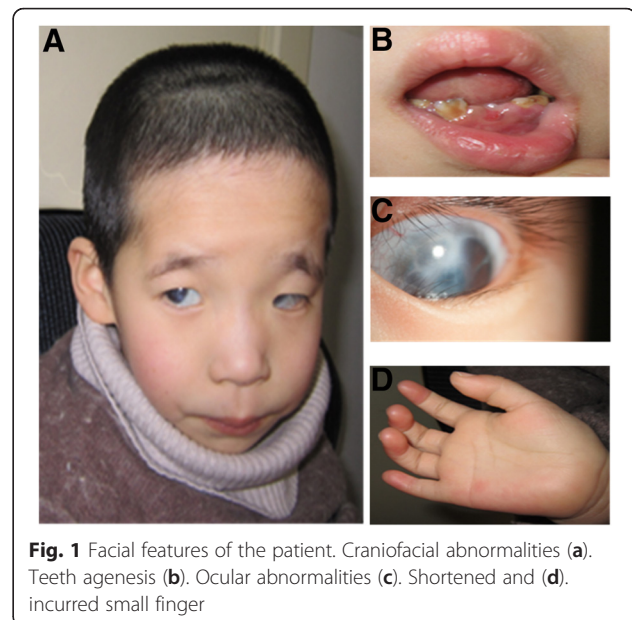 A
B
C
D
Fig. 1 Facial features of the patient. Craniofacial abnormalities (a).
Teeth agenesis (b). Ocular abnormalities (c). Shortened and (d).
incurred small finger